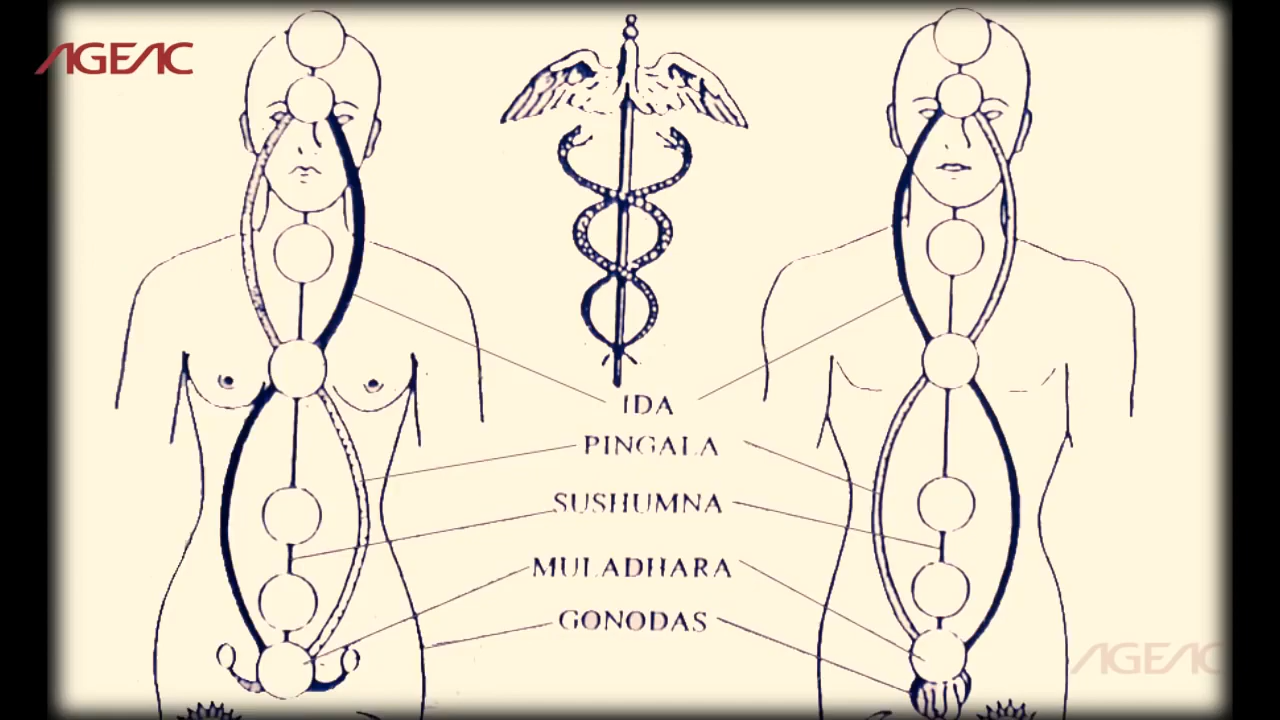 AGEAC
IDA
PINGALA
SUSHUMNA
MULADHARA
GONODAS
AGEAC